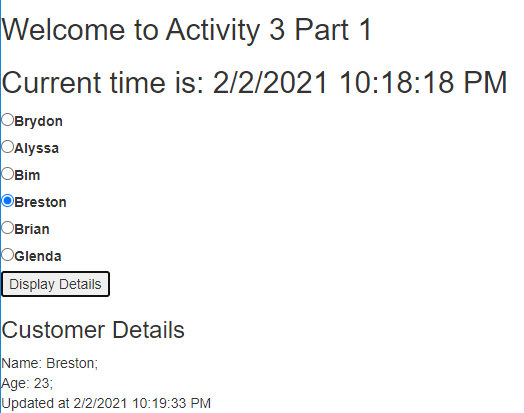 Welcome to Activity 3 Part 1
Current time is: 2/2/2021 10:18:18 PM
Brydon
Alyssa
Bim
Breston
Brian
Glenda
Display Details
Customer Details
Name: Breston;
Age: 23;
Updated at 2/2/2021 10:19:33 PM